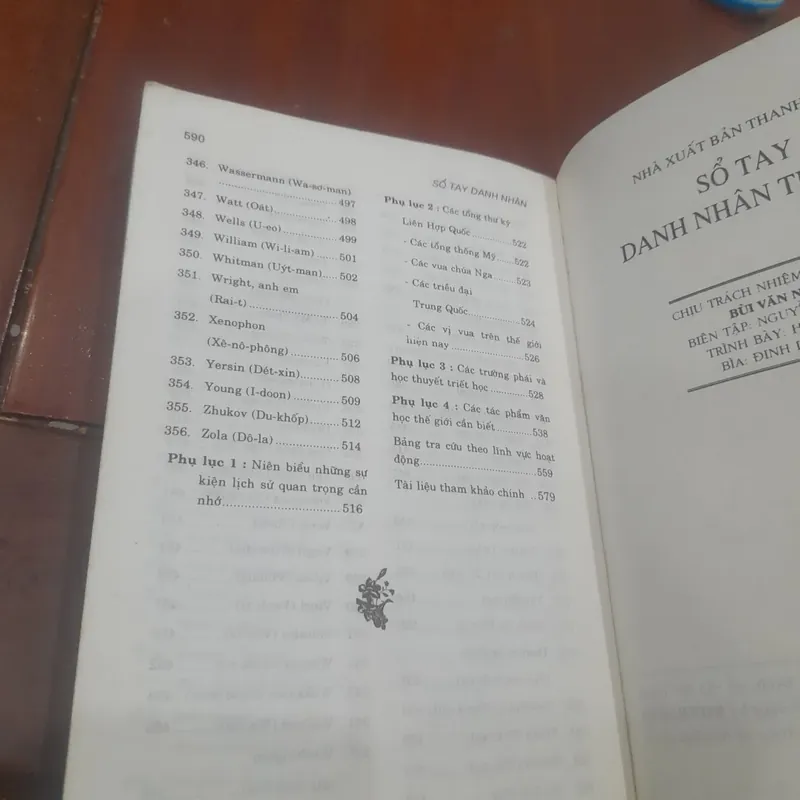 590
SỔ TAY DANH NHÂN
346. Wassermann (Wa-sơ-man)
.............................497
347. Watt (Oát)...................498
348. Wells (U-eo)................499
349. William (Wi-li-am)......501
350. Whitman (Uýt-man)....502
351. Wright, anh em
(Rai-t)........................504
352. Xenophon
(Xê-nô-phông)............506
353. Yersin (Dét-xin)..........508
354. Young (I-doon)............509
355. Zhukov (Du-khốp).......512
356. Zola (Dô-la).................514
Phụ lục 1 : Niên biểu những sự
kiện lịch sử quan trọng cần
nhớ..................................516
Phụ lục 2 : Các tổng thư ký
Liên Hợp Quốc...............522
- Các tổng thống Mỹ......522
- Các vua chúa Nga........523
- Các triều đại
Trung Quốc..................524
- Các vị vua trên thế giới
hiện nay......................526
Phụ lục 3 : Các trường phái và
học thuyết triết học..........528
Phụ lục 4 : Các tác phẩm văn
học thế giới cần biết.........538
Bảng tra cứu theo lĩnh vực hoạt
động..................................559
Tài liệu tham khảo chính ..579
NHÀ XUẤT BẢN THANH
SỔ TAY
DANH NHÂN
CHỊU TRÁCH NHIỆM
BÙI VĂN
BIÊN TẬP:
TRÌNH BÀY:
BÌA: ĐINH